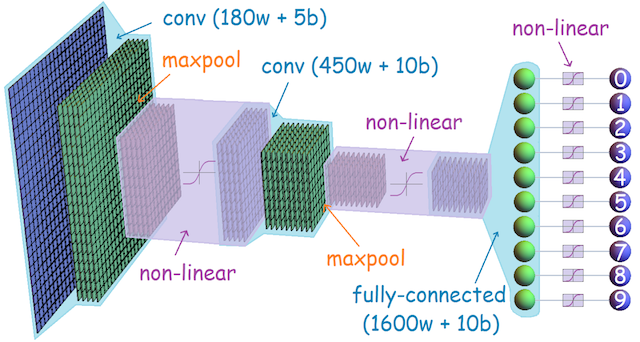 conv (180w + 5b)
maxpool
conv (450w + 10b)
non-linear
non-linear
non-linear
maxpool
fully-connected
(1600w + 10b)
0
1
2
3
4
5
6
7
8
9